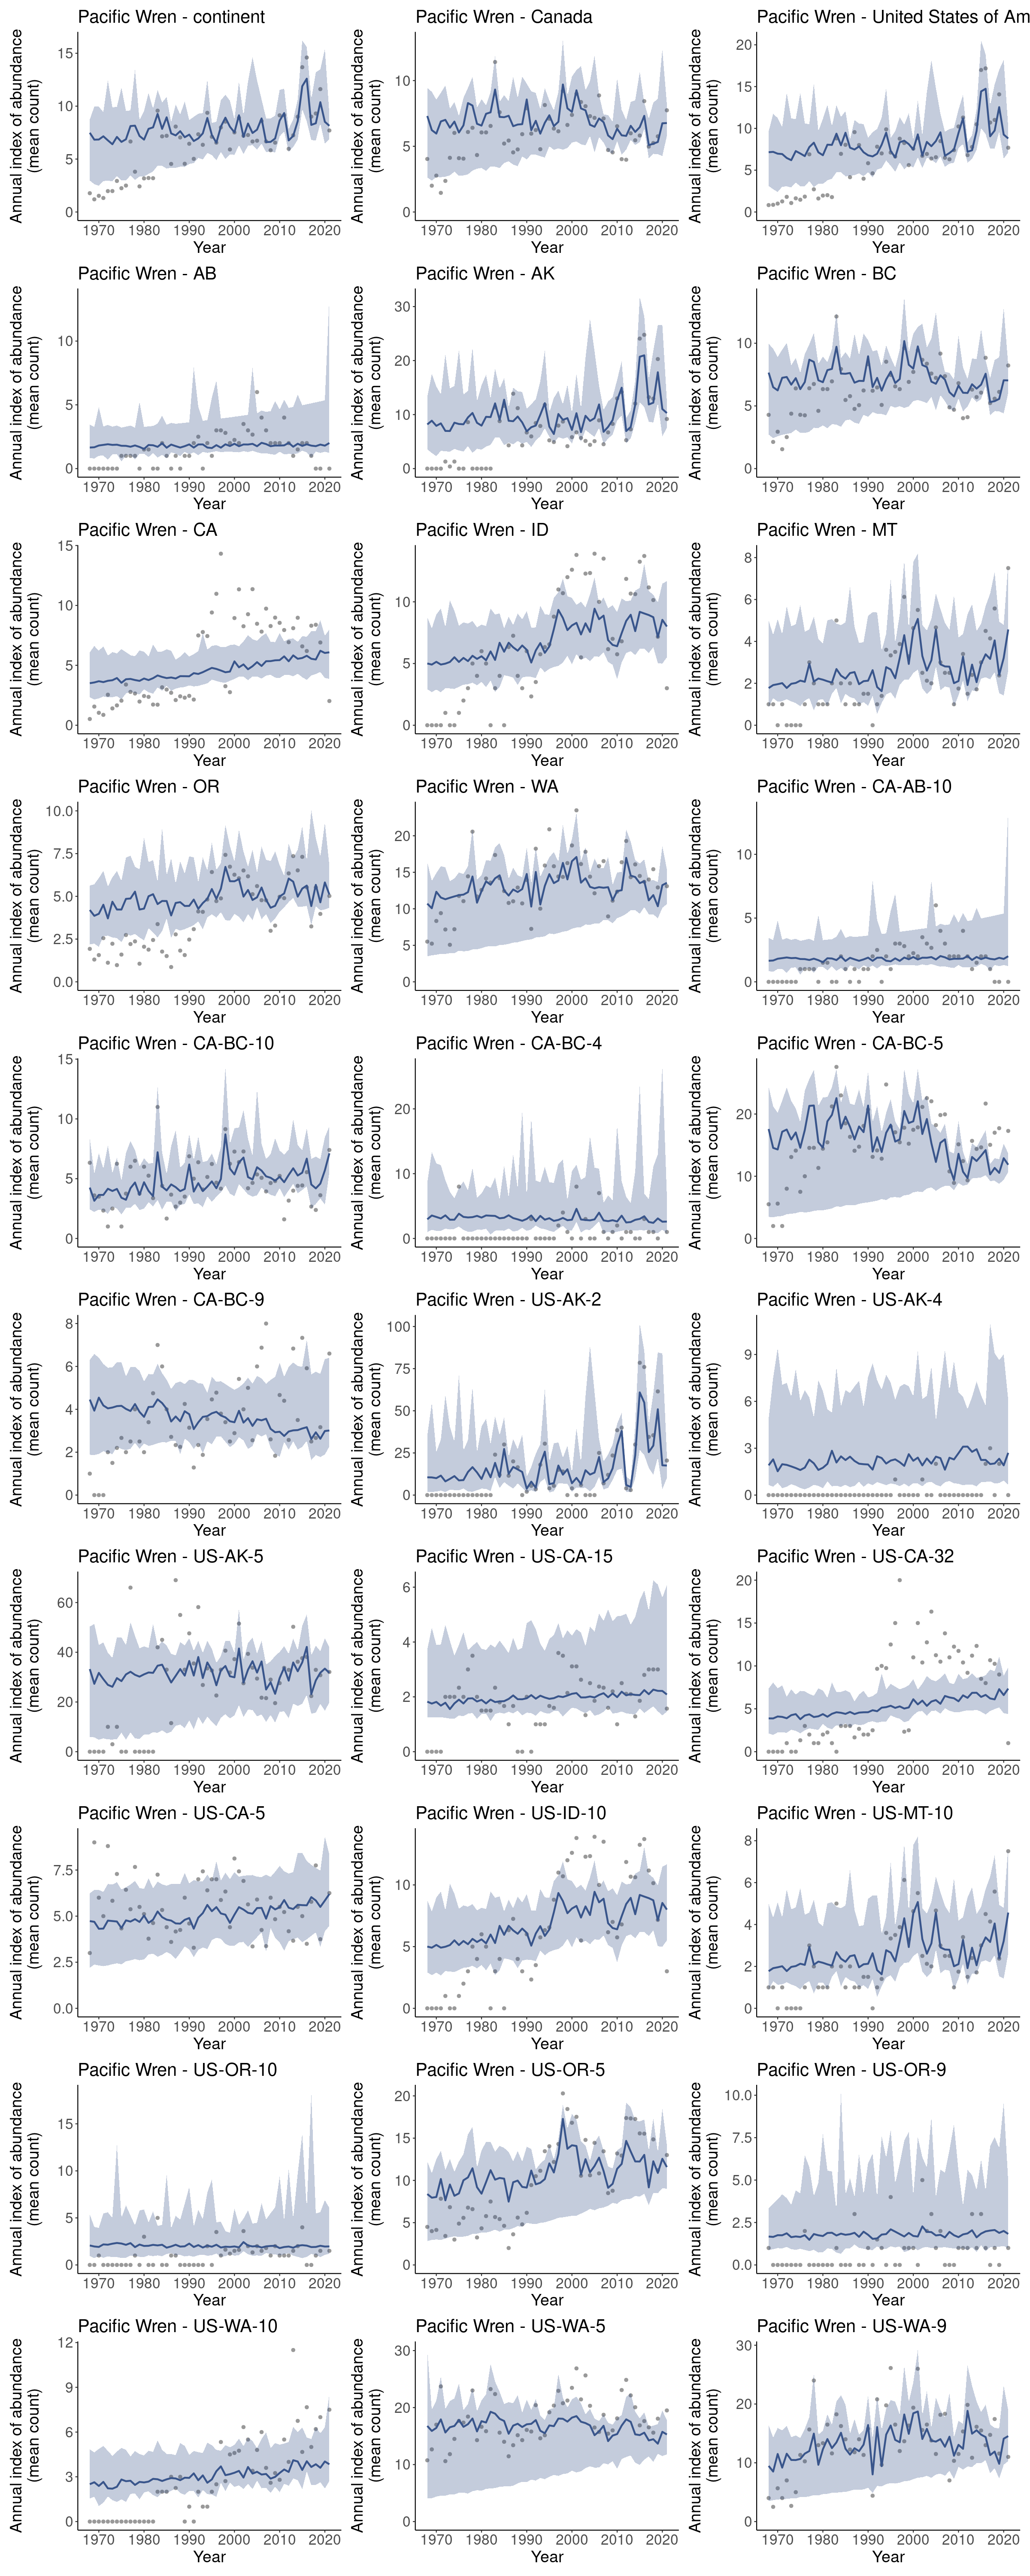 Pacific Wren - continent
Annual index of abundance
(mean count)
15
10
5
0
1970 1980 1990 2000 2010 2020
Year
Pacific Wren - Canada
Annual index of abundance
(mean count)
10
5
0
1970 1980 1990 2000 2010 2020
Year
Pacific Wren - United States of Am
Annual index of abundance
(mean count)
20
15
10
5
0
1970 1980 1990 2000 2010 2020
Year
Pacific Wren - AB
Annual index of abundance
(mean count)
10
5
0
1970 1980 1990 2000 2010 2020
Year
Pacific Wren - AK
Annual index of abundance
(mean count)
30
20
10
0
1970 1980 1990 2000 2010 2020
Year
Pacific Wren - BC
Annual index of abundance
(mean count)
10
5
0
1970 1980 1990 2000 2010 2020
Year
Pacific Wren - CA
Annual index of abundance
(mean count)
15
10
5
0
1970 1980 1990 2000 2010 2020
Year
Pacific Wren - ID
Annual index of abundance
(mean count)
10
5
0
1970 1980 1990 2000 2010 2020
Year
Pacific Wren - MT
Annual index of abundance
(mean count)
8
6
4
2
0
1970 1980 1990 2000 2010 2020
Year
Pacific Wren - OR
Annual index of abundance
(mean count)
10.0
7.5
5.0
2.5
0.0
1970 1980 1990 2000 2010 2020
Year
Pacific Wren - WA
Annual index of abundance
(mean count)
20
15
10
5
0
1970 1980 1990 2000 2010 2020
Year
Pacific Wren - CA-AB-10
Annual index of abundance
(mean count)
10
5
0
1970 1980 1990 2000 2010 2020
Year
Pacific Wren - CA-BC-10
Annual index of abundance
(mean count)
15
10
5
0
1970 1980 1990 2000 2010 2020
Year
Pacific Wren - CA-BC-4
Annual index of abundance
(mean count)
20
10
0
1970 1980 1990 2000 2010 2020
Year
Pacific Wren - CA-BC-5
Annual index of abundance
(mean count)
20
10
0
1970 1980 1990 2000 2010 2020
Year
Pacific Wren - CA-BC-9
Annual index of abundance
(mean count)
8
6
4
2
0
1970 1980 1990 2000 2010 2020
Year
Pacific Wren - US-AK-2
Annual index of abundance
(mean count)
100
75
50
25
0
1970 1980 1990 2000 2010 2020
Year
Pacific Wren - US-AK-4
Annual index of abundance
(mean count)
9
6
3
0
1970 1980 1990 2000 2010 2020
Year
Pacific Wren - US-AK-5
Annual index of abundance
(mean count)
60
40
20
0
1970 1980 1990 2000 2010 2020
Year
Pacific Wren - US-CA-15
Annual index of abundance
(mean count)
6
4
2
0
1970 1980 1990 2000 2010 2020
Year
Pacific Wren - US-CA-32
Annual index of abundance
(mean count)
20
15
10
5
0
1970 1980 1990 2000 2010 2020
Year
Pacific Wren - US-CA-5
Annual index of abundance
(mean count)
7.5
5.0
2.5
0.0
1970 1980 1990 2000 2010 2020
Year
Pacific Wren - US-ID-10
Annual index of abundance
(mean count)
10
5
0
1970 1980 1990 2000 2010 2020
Year
Pacific Wren - US-MT-10
Annual index of abundance
(mean count)
8
6
4
2
0
1970 1980 1990 2000 2010 2020
Year
Pacific Wren - US-OR-10
Annual index of abundance
(mean count)
15
10
5
0
1970 1980 1990 2000 2010 2020
Year
Pacific Wren - US-OR-5
Annual index of abundance
(mean count)
20
15
10
5
0
1970 1980 1990 2000 2010 2020
Year
Pacific Wren - US-OR-9
Annual index of abundance
(mean count)
10.0
7.5
5.0
2.5
0.0
1970 1980 1990 2000 2010 2020
Year
Pacific Wren - US-WA-10
Annual index of abundance
(mean count)
12
9
6
3
0
1970 1980 1990 2000 2010 2020
Year
Pacific Wren - US-WA-5
Annual index of abundance
(mean count)
30
20
10
0
1970 1980 1990 2000 2010 2020
Year
Pacific Wren - US-WA-9
Annual index of abundance
(mean count)
30
20
10
0
1970 1980 1990 2000 2010 2020
Year